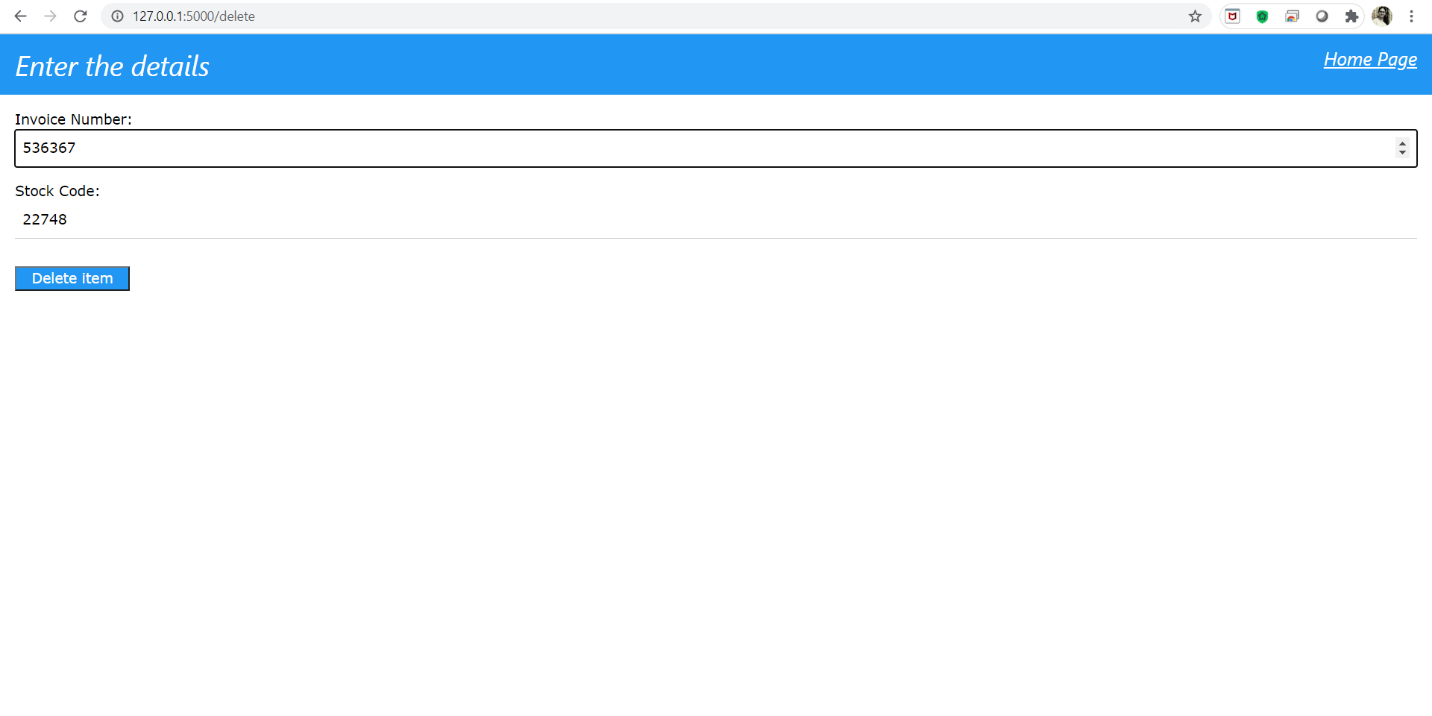 127.0.0.1:5000/delete
Enter the details
Home Page
Invoice Number:
536367
Stock Code:
22748
Delete item